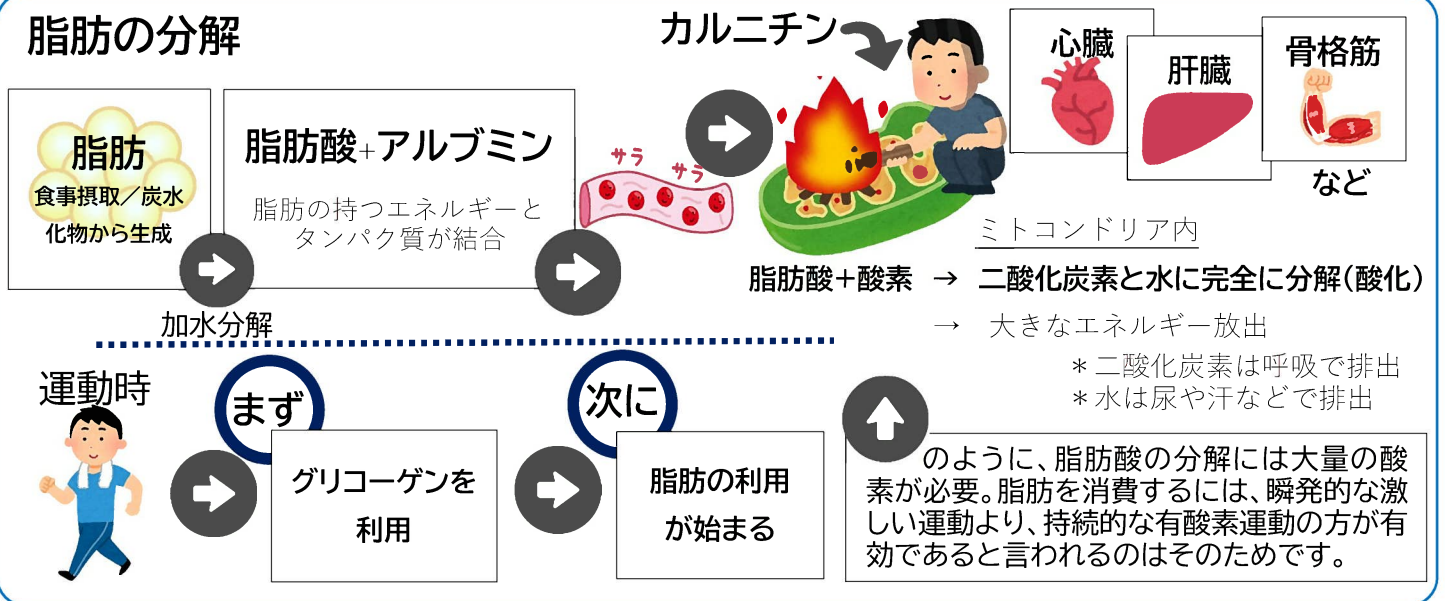 脂肪の分解
脂肪
食事摂取／炭水
化物から生成
加水分解
脂肪酸+アルブミン
脂肪の持つエネルギーと
タンパク質が結合
サラ
サラ
カルニチン
心臓
肝臓
骨格筋
など
ミトコンドリア内
脂肪酸＋酸素 → 二酸化炭素と水に完全に分解（酸化）
→ 大きなエネルギー放出
＊二酸化炭素は呼吸で排出
＊水は尿や汗などで排出
運動時
まず
グリコーゲンを
利用
次に
脂肪の利用
が始まる
のように、脂肪酸の分解には大量の酸
素が必要。脂肪を消費するには、瞬発的な激
しい運動より、持続的な有酸素運動の方が有
効であると言われるのはそのためです。